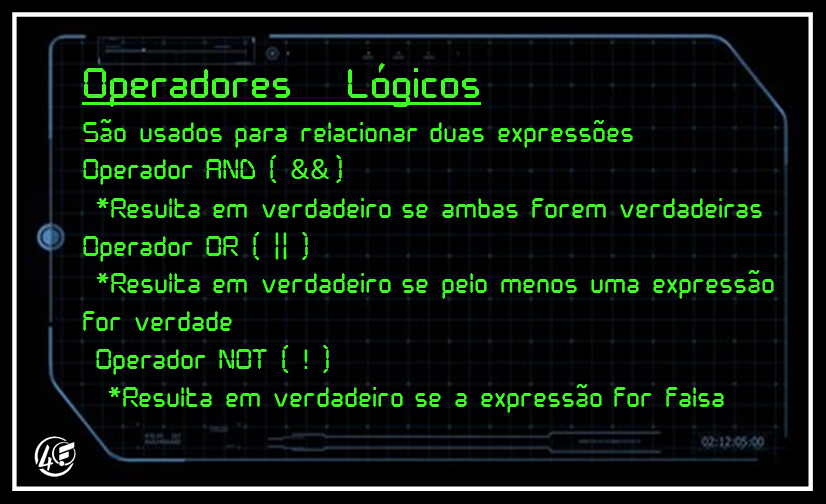 Operadores Lógicos
São usados para relacionar duas expressões
Operador AND ( && )
*Resulta em verdadeiro se ambas forem verdadeiras
Operador OR ( || )
*Resulta em verdadeiro se pelo menos uma expressão
for verdade
Operador NOT ( ! )
*Resulta em verdadeiro se a expressão for falsa
02:12:05:00